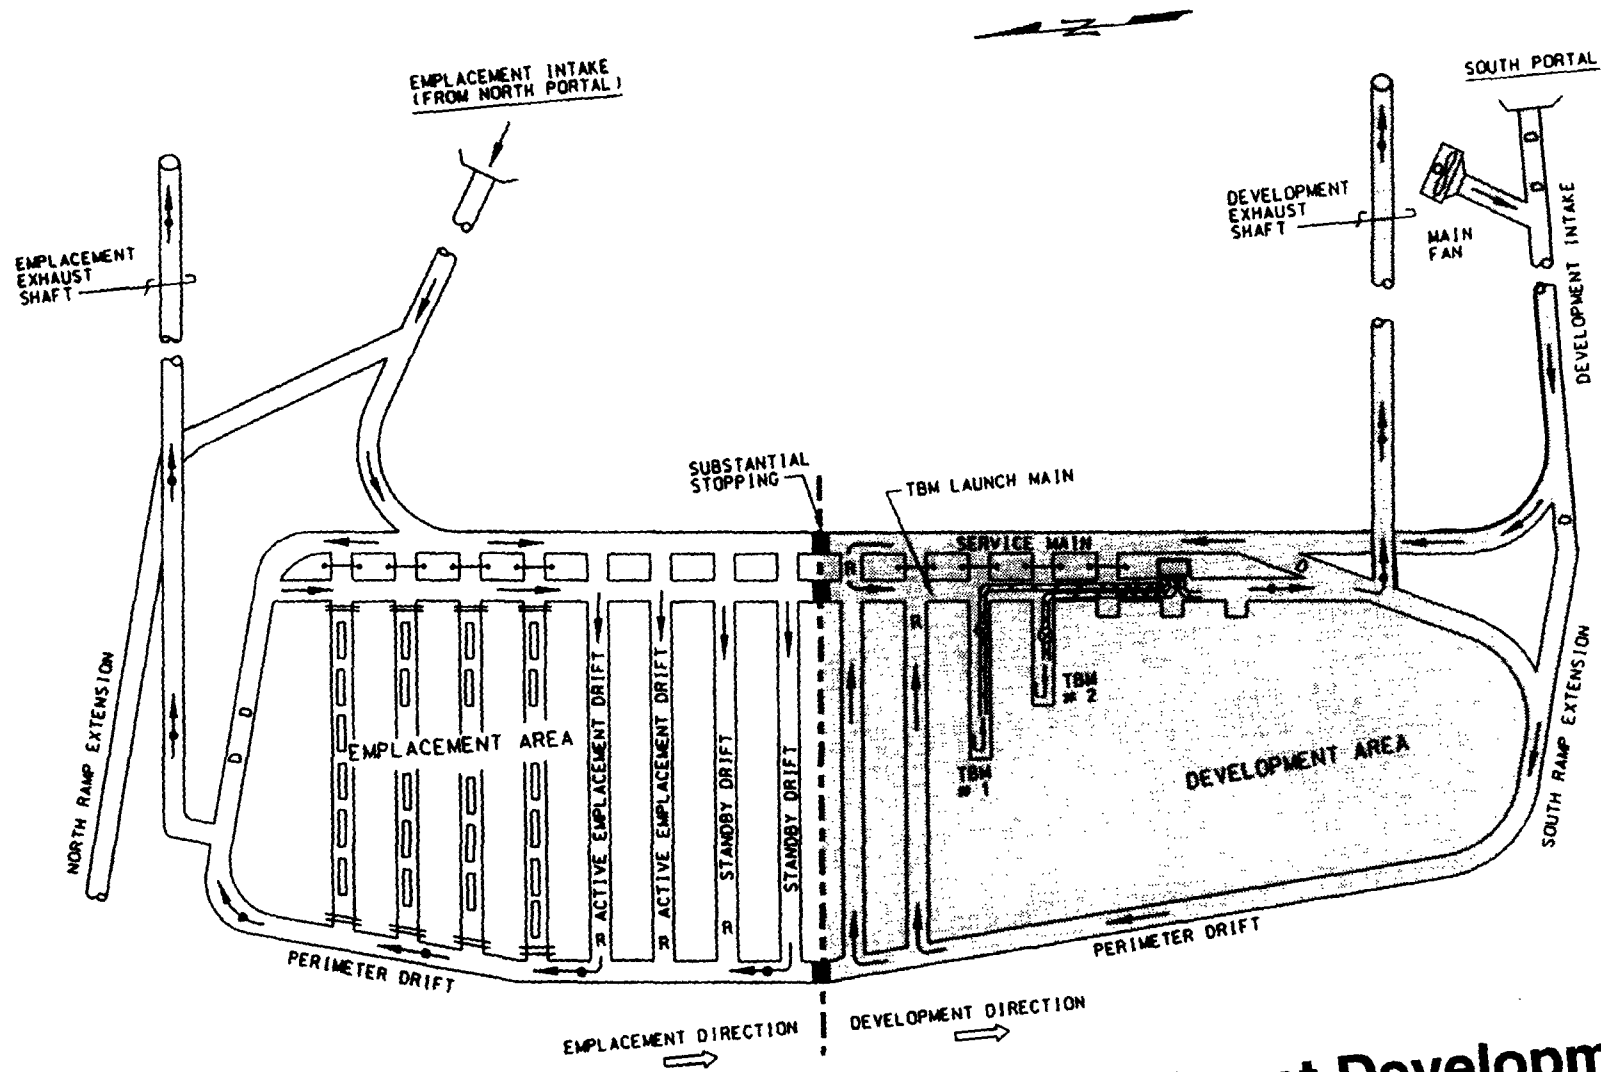 N
EMPLACEMENT INTAKE
(FROM NORTH PORTAL)
SOUTH PORTAL
EMPLACEMENT
EXHAUST
SHAFT
DEVELOPMENT
EXHAUST
SHAFT
MAIN
FAN
D
D
DEVELOPMENT INTAKE
SUBSTANTIAL
STOPPING
TBM LAUNCH MAIN
SERVICE MAIN
D
R
D
R
NORTH RAMP EXTENSION
D
D
EMPLACEMENT AREA
ACTIVE EMPLACEMENT DRIFT
R
ACTIVE EMPLACEMENT DRIFT
R
STANDBY DRIFT
R
STANDBY DRIFT
TBM
# 1
TBM
# 2
DEVELOPMENT AREA
SOUTH RAMP EXTENSION
PERIMETER DRIFT
PERIMETER DRIFT
EMPLACEMENT DIRECTION
DEVELOPMENT DIRECTION